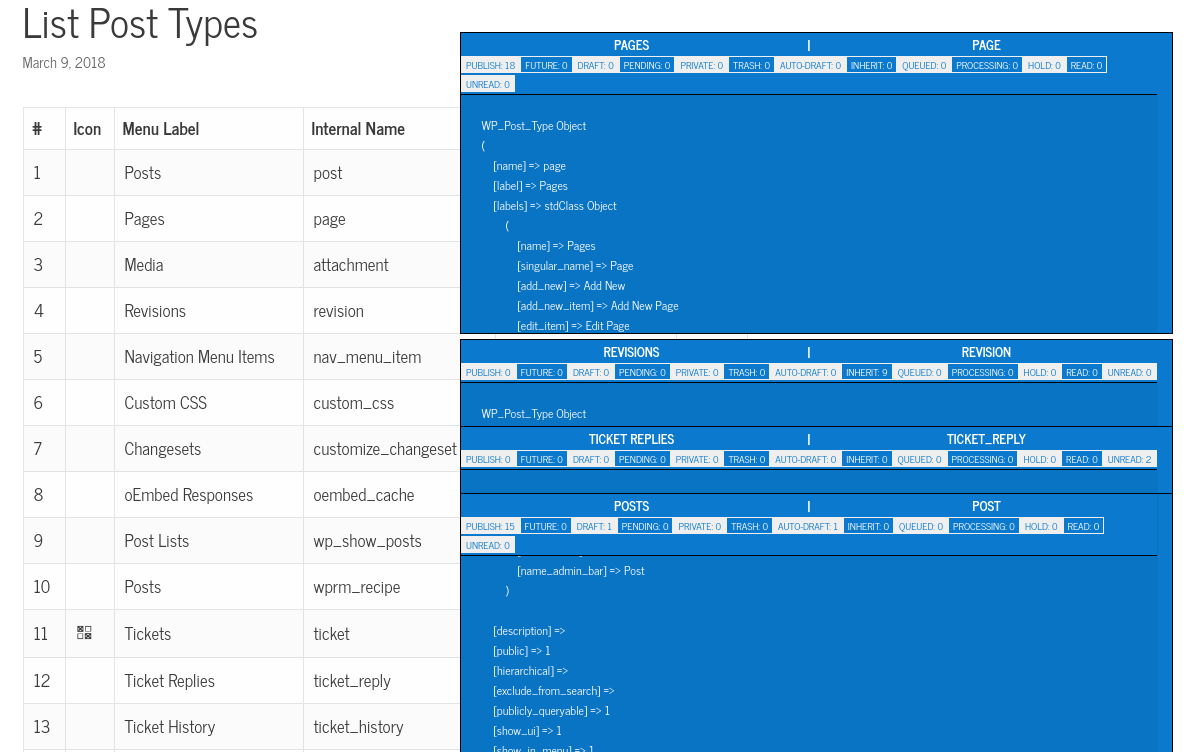 List Post Types
March 9, 2018
# Icon Menu Label Internal Name
1 Posts post
2 Pages page
3 Media attachment
4 Revisions revision
5 Navigation Menu Items nav_menu_item
6 Custom CSS custom_css
7 Changesets customize_changeset
8 oEmbed Responses oembed_cache
9 Post Lists wp_show_posts
10 Posts wprm_recipe
11 Tickets ticket
12 Ticket Replies ticket_reply
13 Ticket History ticket_history
PAGES | PAGE
PUBLISH: 18 FUTURE: 0 DRAFT: 0 PENDING: 0 PRIVATE: 0 TRASH: 0 AUTO-DRAFT: 0 INHERIT: 0 QUEUED: 0 PROCESSING: 0 HOLD: 0 READ: 0
UNREAD: 0
WP_Post_Type Object
(
[name] => page
[label] => Pages
[labels] => stdClass Object
(
[name] => Pages
[singular_name] => Page
[add_new] => Add New
[add_new_item] => Add New Page
[edit_item] => Edit Page
REVISIONS | REVISION
PUBLISH: 0 FUTURE: 0 DRAFT: 0 PENDING: 0 PRIVATE: 0 TRASH: 0 AUTO-DRAFT: 0 INHERIT: 9 QUEUED: 0 PROCESSING: 0 HOLD: 0 READ: 0 UNREAD: 0
WP_Post_Type Object
TICKET REPLIES | TICKET_REPLY
PUBLISH: 0 FUTURE: 0 DRAFT: 0 PENDING: 0 PRIVATE: 0 TRASH: 0 AUTO-DRAFT: 0 INHERIT: 0 QUEUED: 0 PROCESSING: 0 HOLD: 0 READ: 0 UNREAD: 2
POSTS | POST
PUBLISH: 15 FUTURE: 0 DRAFT: 1 PENDING: 0 PRIVATE: 0 TRASH: 0 AUTO-DRAFT: 1 INHERIT: 0 QUEUED: 0 PROCESSING: 0 HOLD: 0 READ: 0
UNREAD: 0
[name_admin_bar] => Post
)
[description] =>
[public] => 1
[hierarchical] =>
[exclude_from_search] =>
[publicly_queryable] => 1
[show_ui] => 1
[show_in_menu] => 1